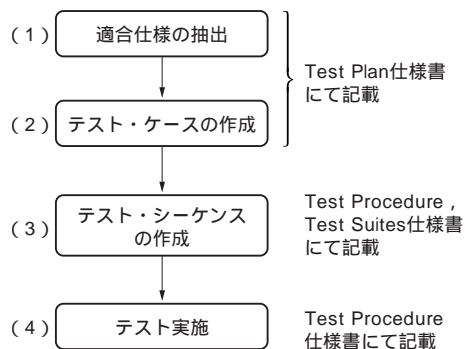 （1）
適合仕様の抽出
Test Plan仕様書
にて記載
（2）
テスト・ケースの作成
（3）
テスト・シーケンス
の作成
Test Procedure，
Test Suites仕様書
にて記載
（4）
テスト実施
Test Procedure
仕様書にて記載